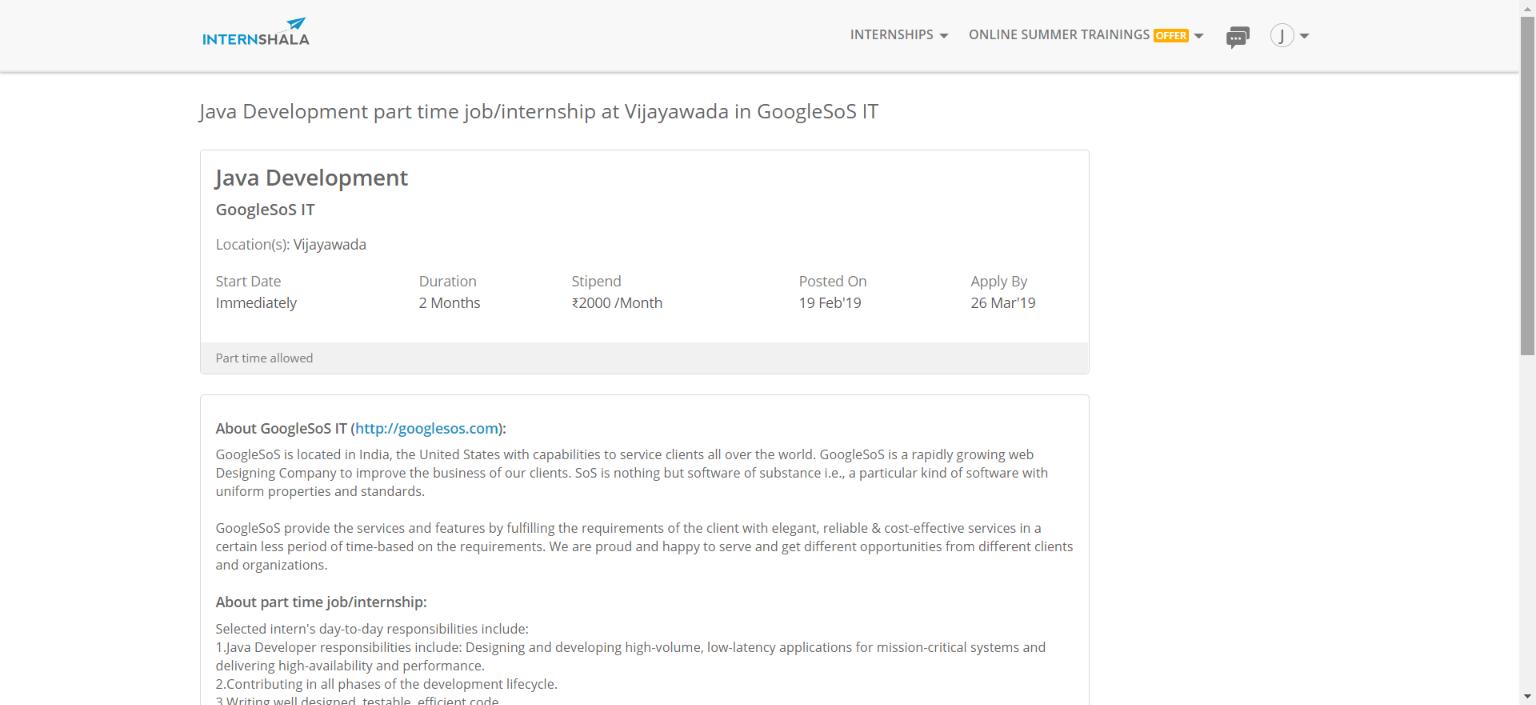 INTERNSHALA
INTERNSHIPS ONLINE SUMMER TRAININGS OFFER J
Java Development part time job/internship at Vijayawada in GoogleSoS IT
Java Development
GoogleSoS IT
Location(s): Vijayawada
Start Date Duration Stipend Posted On Apply By
Immediately 2 Months ₹2000 /Month 19 Feb'19 26 Mar'19
Part time allowed
About GoogleSoS IT (http://googlesos.com):
GoogleSoS is located in India, the United States with capabilities to service clients all over the world. GoogleSoS is a rapidly growing web
Designing Company to improve the business of our clients. SoS is nothing but software of substance i.e., a particular kind of software with
uniform properties and standards.
GoogleSoS provide the services and features by fulfilling the requirements of the client with elegant, reliable & cost-effective services in a
certain less period of time-based on the requirements. We are proud and happy to serve and get different opportunities from different clients
and organizations.
About part time job/internship:
Selected intern's day-to-day responsibilities include:
1.Java Developer responsibilities include: Designing and developing high-volume, low-latency applications for mission-critical systems and
delivering high-availability and performance.
2.Contributing in all phases of the development lifecycle.
3.Writing well designed, testable, efficient code.